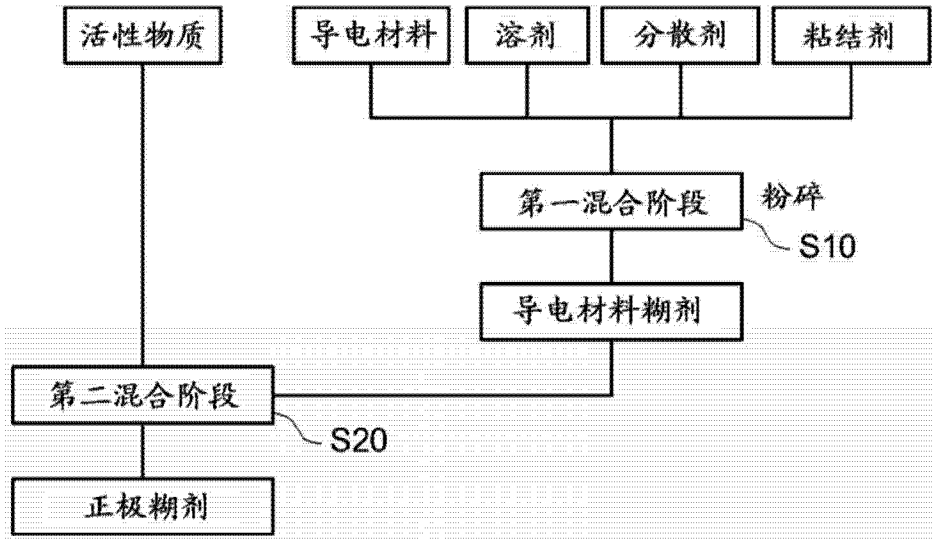 活性物质
导电材料
溶剂
分散剂
粘结剂
第一混合阶段
粉碎
S10
导电材料糊剂
第二混合阶段
S20
正极糊剂